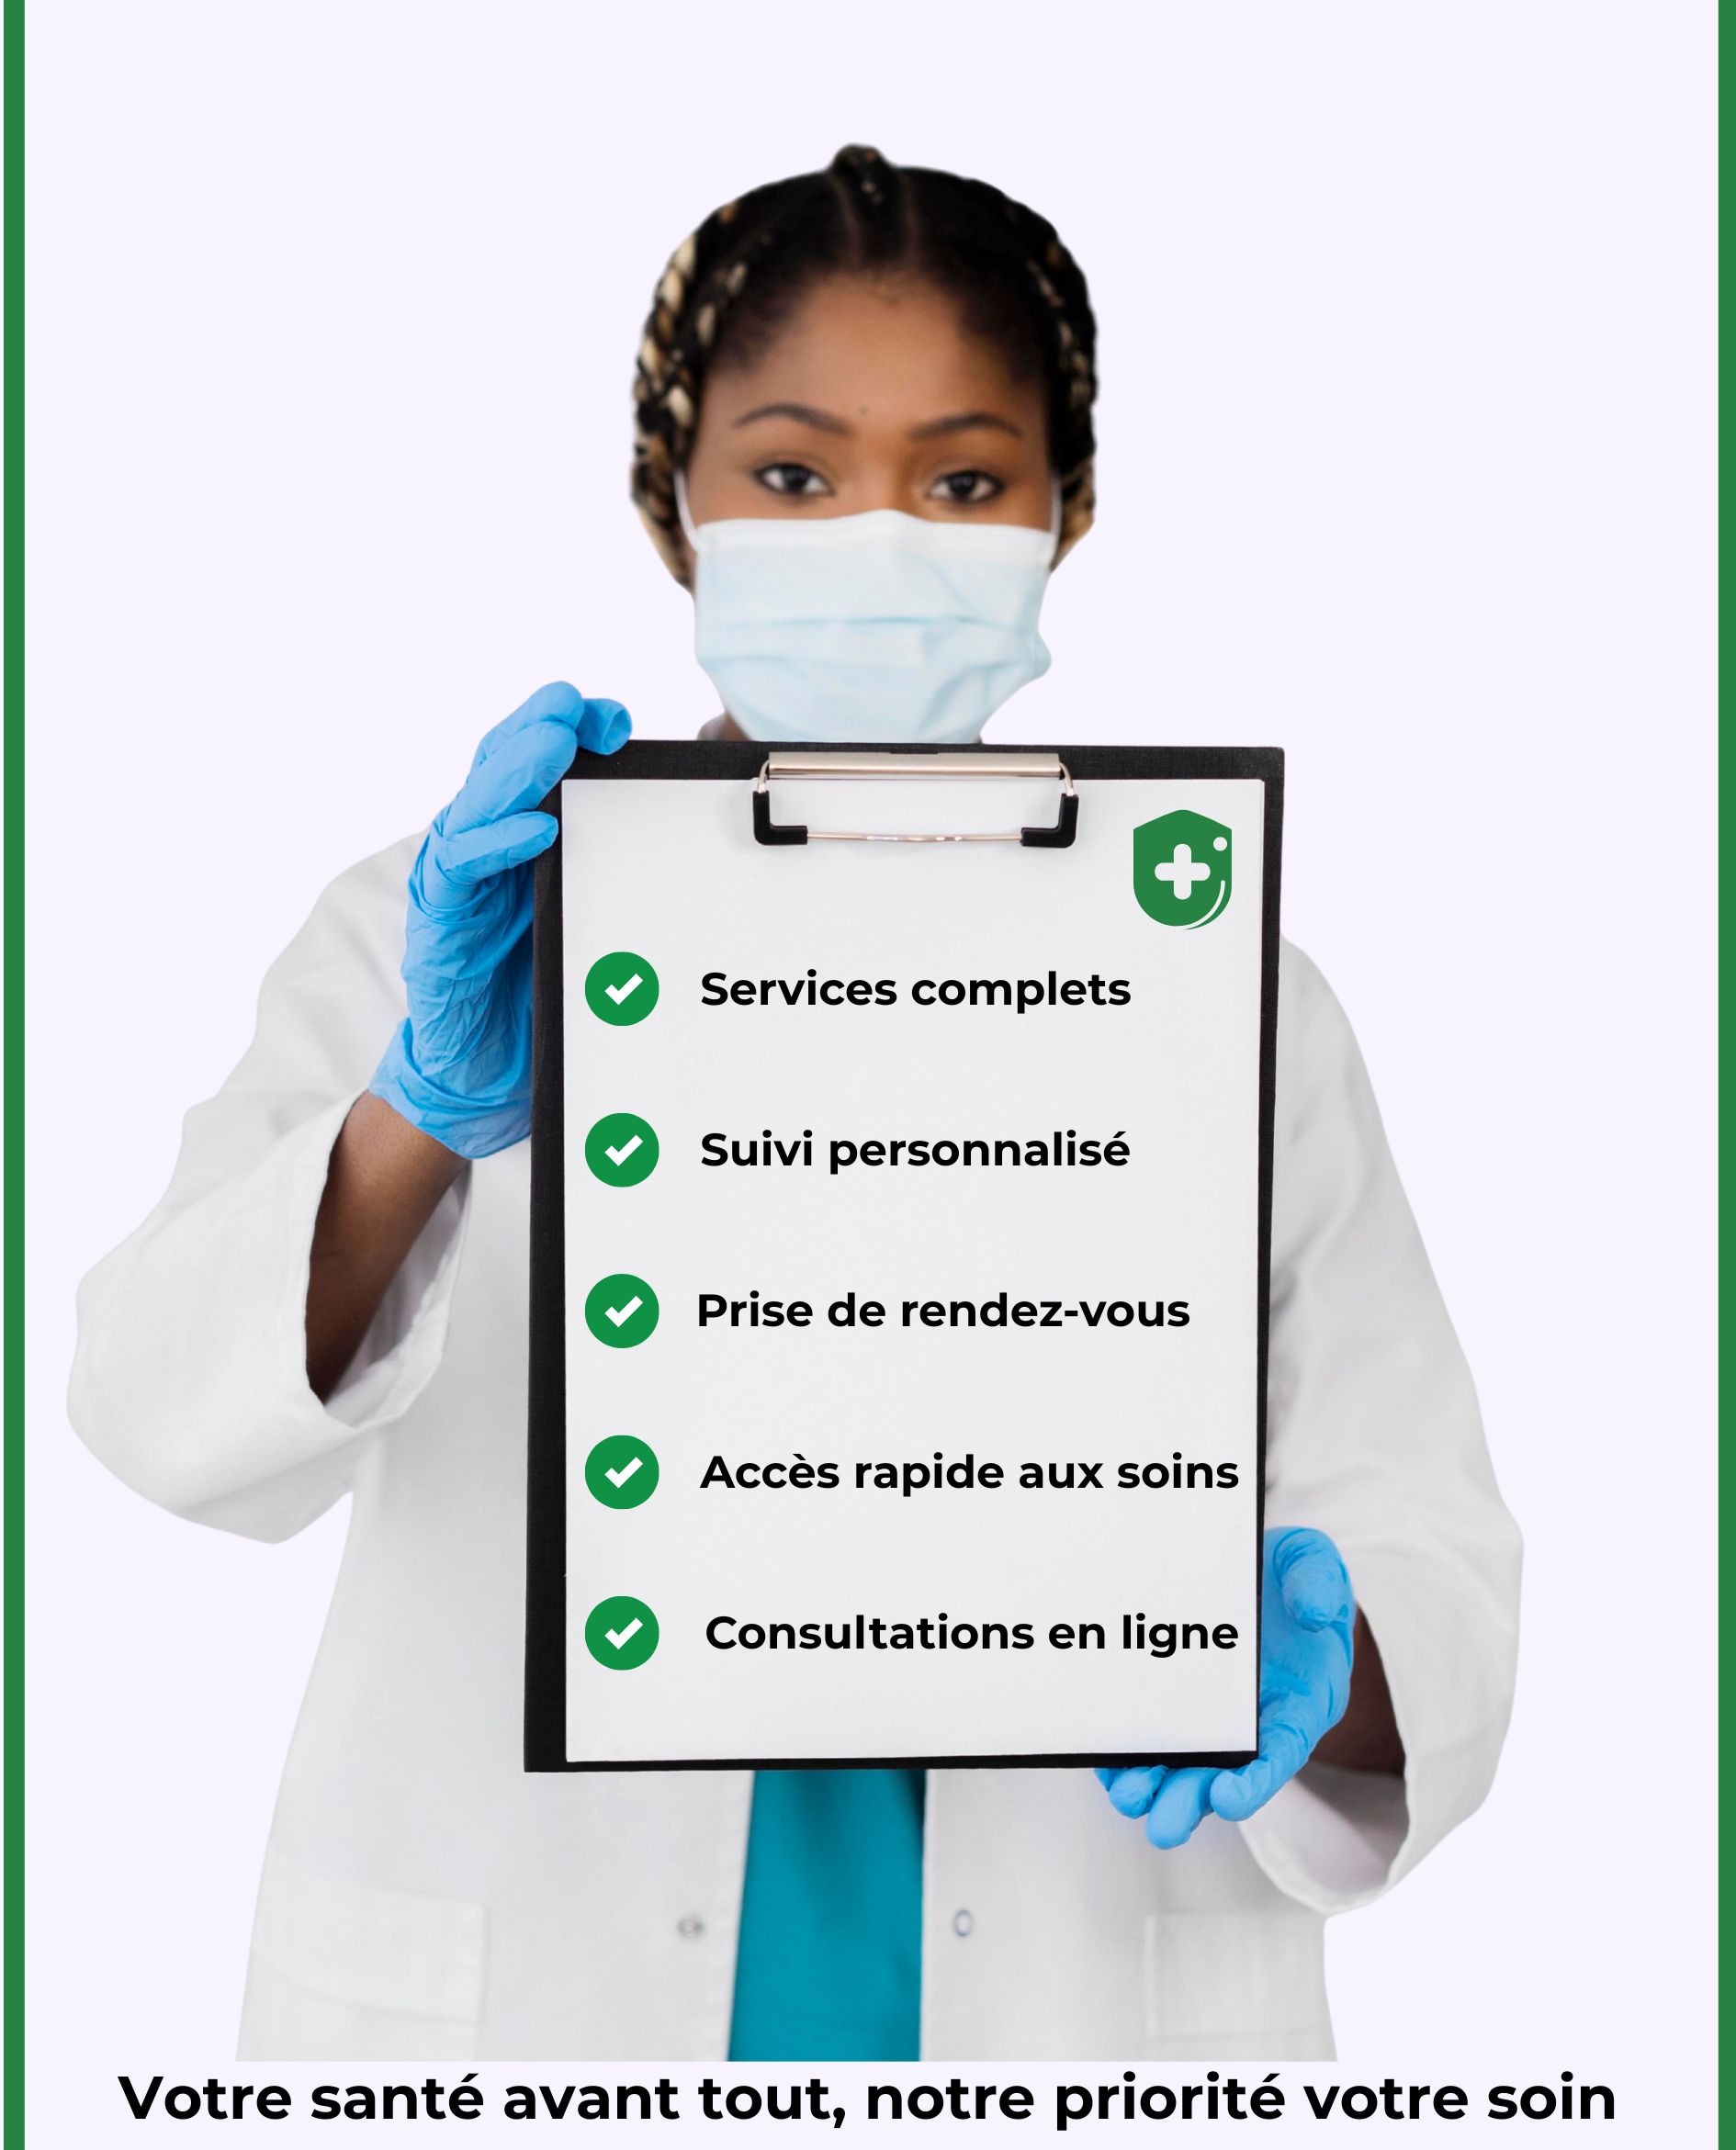 Services complets
Suivi personnalisé
Prise de rendez-vous
Accès rapide aux soins
Consultations en ligne
Votre santé avant tout, notre priorité votre soin